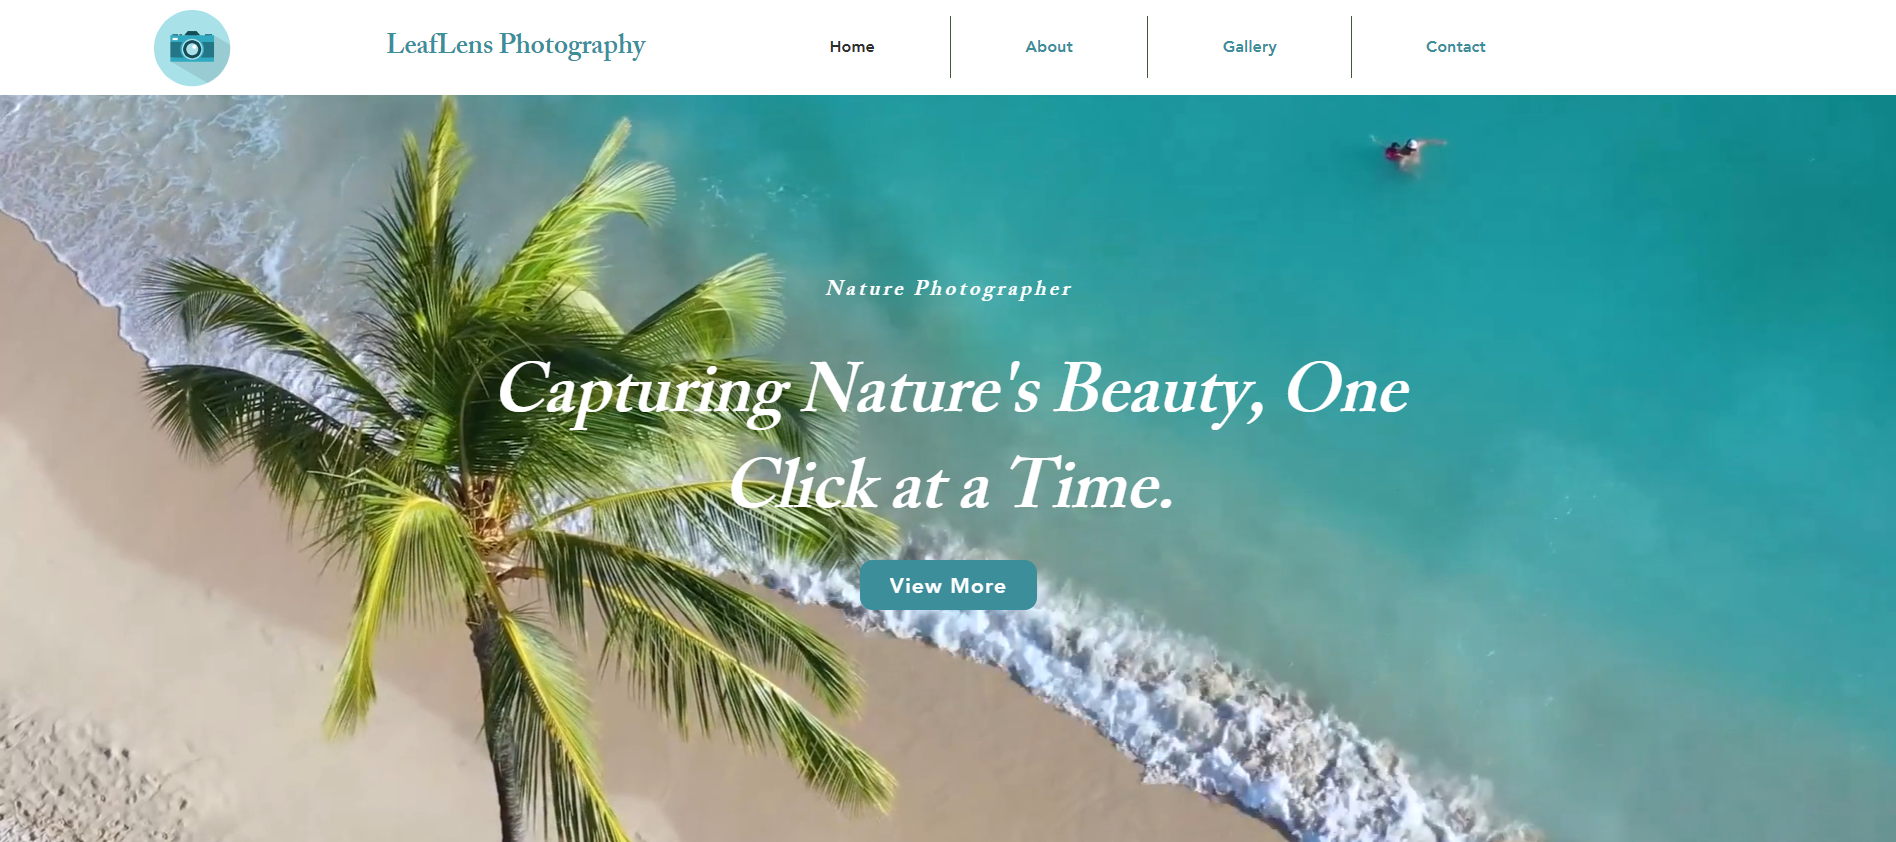 LeafLens Photography
Home
About
Gallery
Contact
Nature Photographer
Capturing Nature's Beauty, One
Click at a Time.
View More